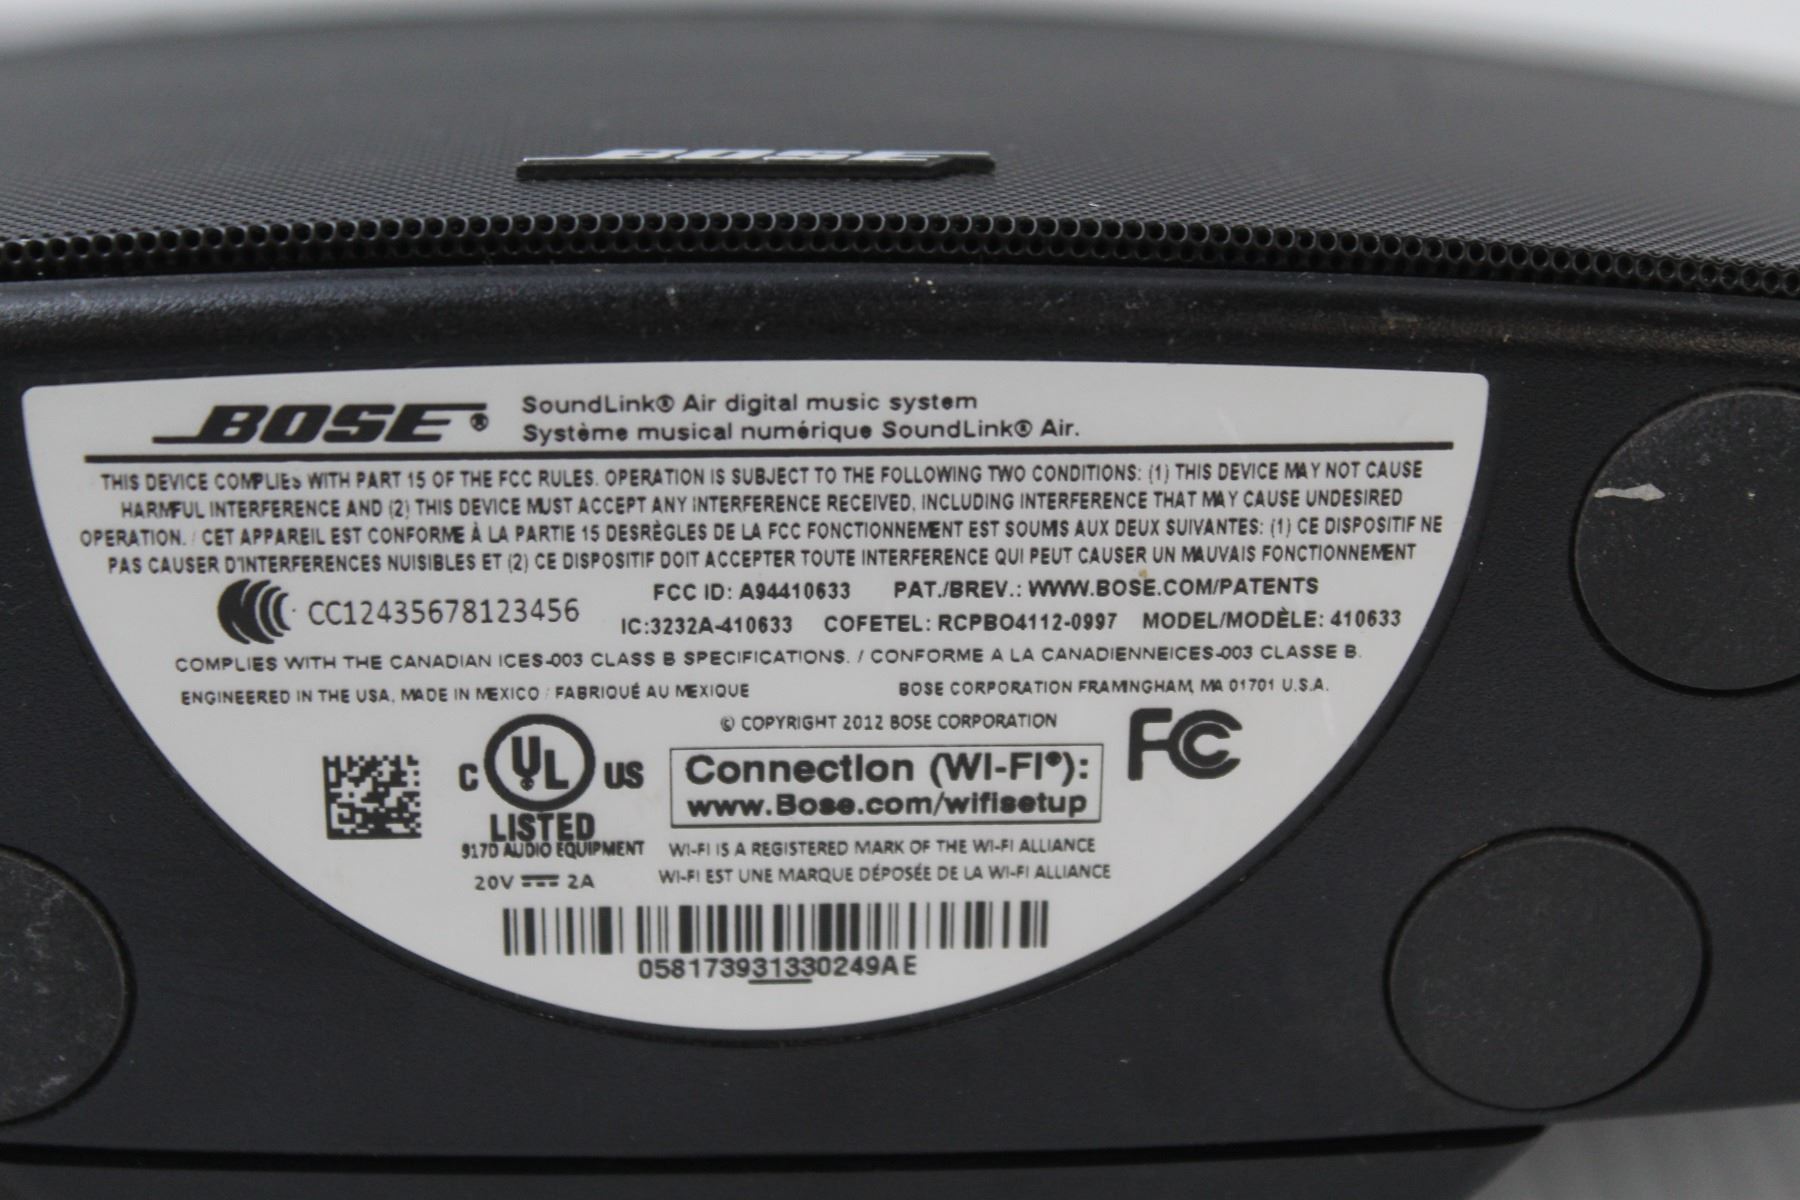 BOSE
BOSE® SoundLink® Air digital music system
Système musical numérique SoundLink® Air.
THIS DEVICE COMPLIES WITH PART 15 OF THE FCC RULES. OPERATION IS SUBJECT TO THE FOLLOWING TWO CONDITIONS: (1) THIS DEVICE MAY NOT CAUSE
HARMFUL INTERFERENCE AND (2) THIS DEVICE MUST ACCEPT ANY INTERFERENCE RECEIVED, INCLUDING INTERFERENCE THAT MAY CAUSE UNDESIRED
OPERATION. / CET APPAREIL EST CONFORME À LA PARTIE 15 DESRÈGLES DE LA FCC FONCTIONNEMENT EST SOUMIS AUX DEUX SUIVANTES: (1) CE DISPOSITIF NE
PAS CAUSER D'INTERFERENCES NUISIBLES ET (2) CE DISPOSITIF DOIT ACCEPTER TOUTE INTERFERENCE QUI PEUT CAUSER UN MAUVAIS FONCTIONNEMENT
FCC ID: A94410633 PAT./BREV.: WWW.BOSE.COM/PATENTS
CC12435678123456
IC:3232A-410633 COFETEL: RCPBO4112-0997 MODEL/MODÈLE: 410633
COMPLIES WITH THE CANADIAN ICES-003 CLASS B SPECIFICATIONS. / CONFORME A LA CANADIENNEICES-003 CLASSE B.
ENGINEERED IN THE USA, MADE IN MEXICO / FABRIQUÉ AU MEXIQUE BOSE CORPORATION FRAMINGHAM, MA 01701 U.S.A.
© COPYRIGHT 2012 BOSE CORPORATION
C UL US
LISTED
917D AUDIO EQUIPMENT
20V 2A
Connection (Wi-Fi®):
www.Bose.com/wifisetup
FC
WI-FI IS A REGISTERED MARK OF THE WI-FI ALLIANCE
WI-FI EST UNE MARQUE DÉPOSÉE DE LA WI-FI ALLIANCE
058173931330249AE